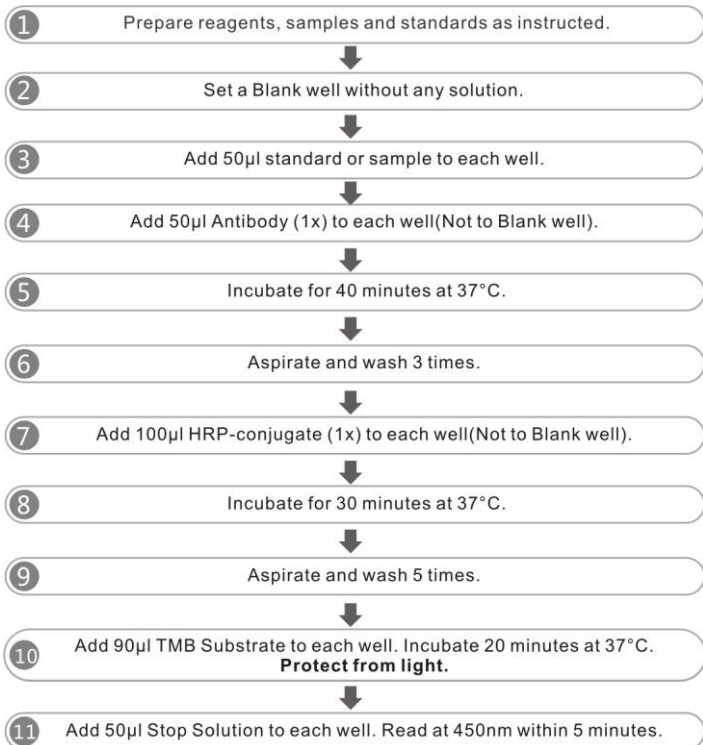 1 Prepare reagents, samples and standards as instructed.
2 Set a Blank well without any solution.
3 Add 50µl standard or sample to each well.
4 Add 50µl Antibody (1x) to each well(Not to Blank well).
5 Incubate for 40 minutes at 37°C.
6 Aspirate and wash 3 times.
7 Add 100µl HRP-conjugate (1x) to each well(Not to Blank well).
8 Incubate for 30 minutes at 37°C.
9 Aspirate and wash 5 times.
10 Add 90µl TMB Substrate to each well. Incubate 20 minutes at 37°C.
Protect from light.
11 Add 50µl Stop Solution to each well. Read at 450nm within 5 minutes.